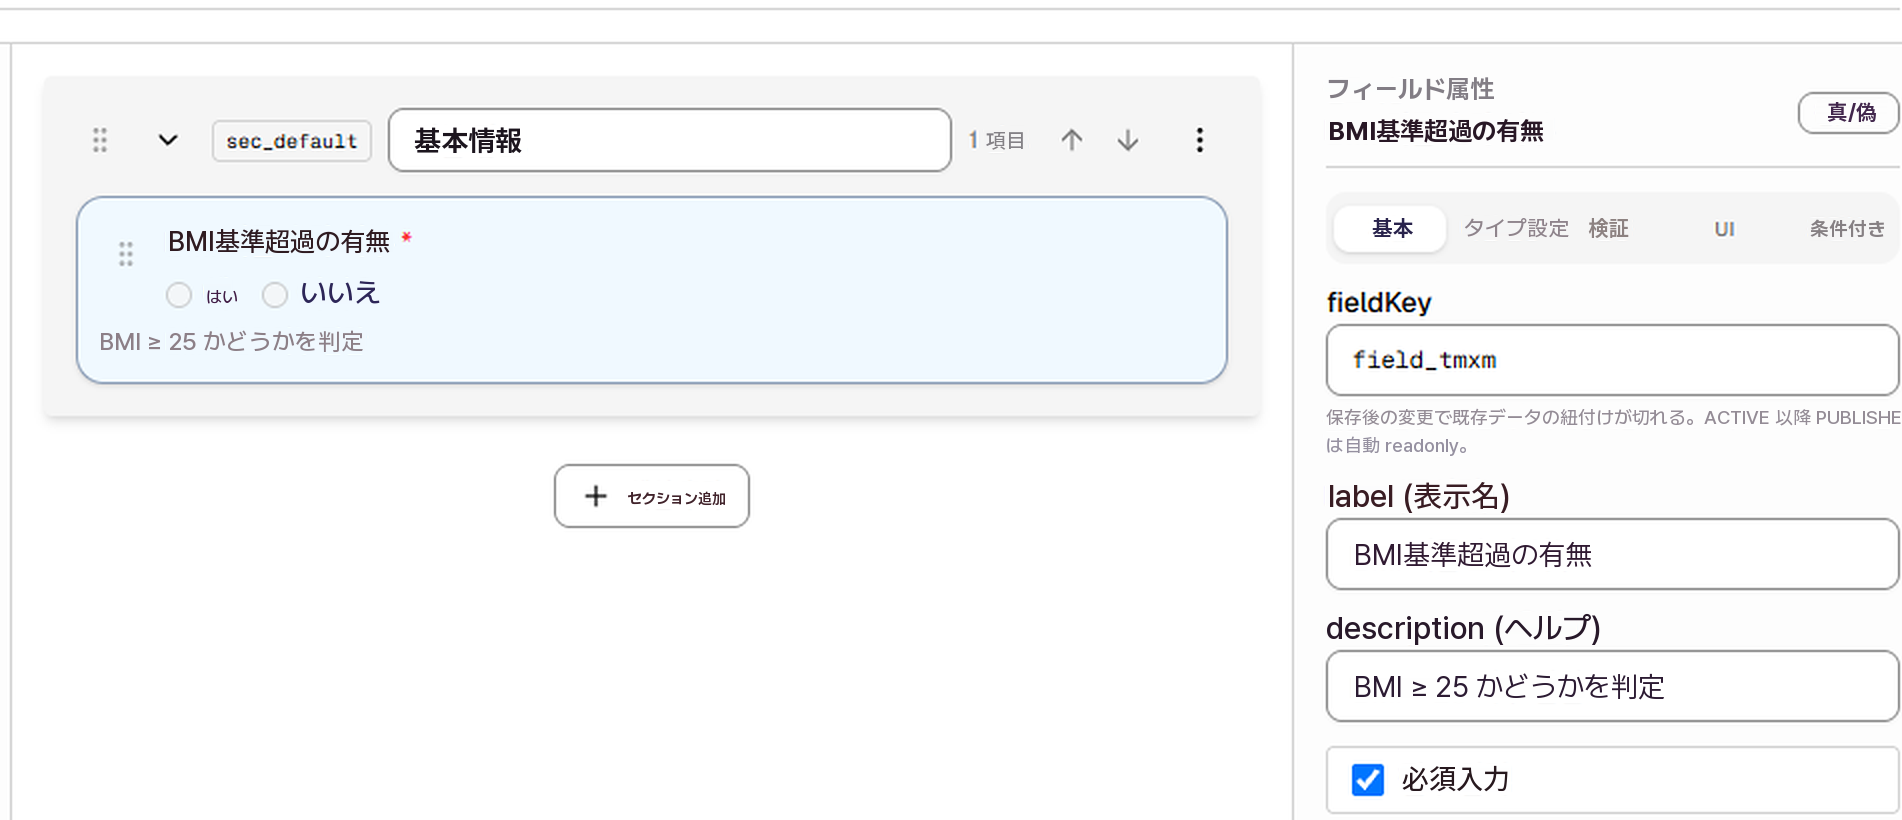 sec_default 基本情報 1 項目
BMI基準超過の有無 *
はい いいえ
BMI ≥ 25 かどうかを判定
セクション追加
フィールド属性
BMI基準超過の有無
真/偽
基本 タイプ設定 検証 UI 条件付き
fieldKey
field_tmxm
保存後の変更で既存データの紐付けが切れる。ACTIVE 以降 PUBLISHE
は自動 readonly。
label (表示名)
BMI基準超過の有無
description (ヘルプ)
BMI ≥ 25 かどうかを判定
必須入力